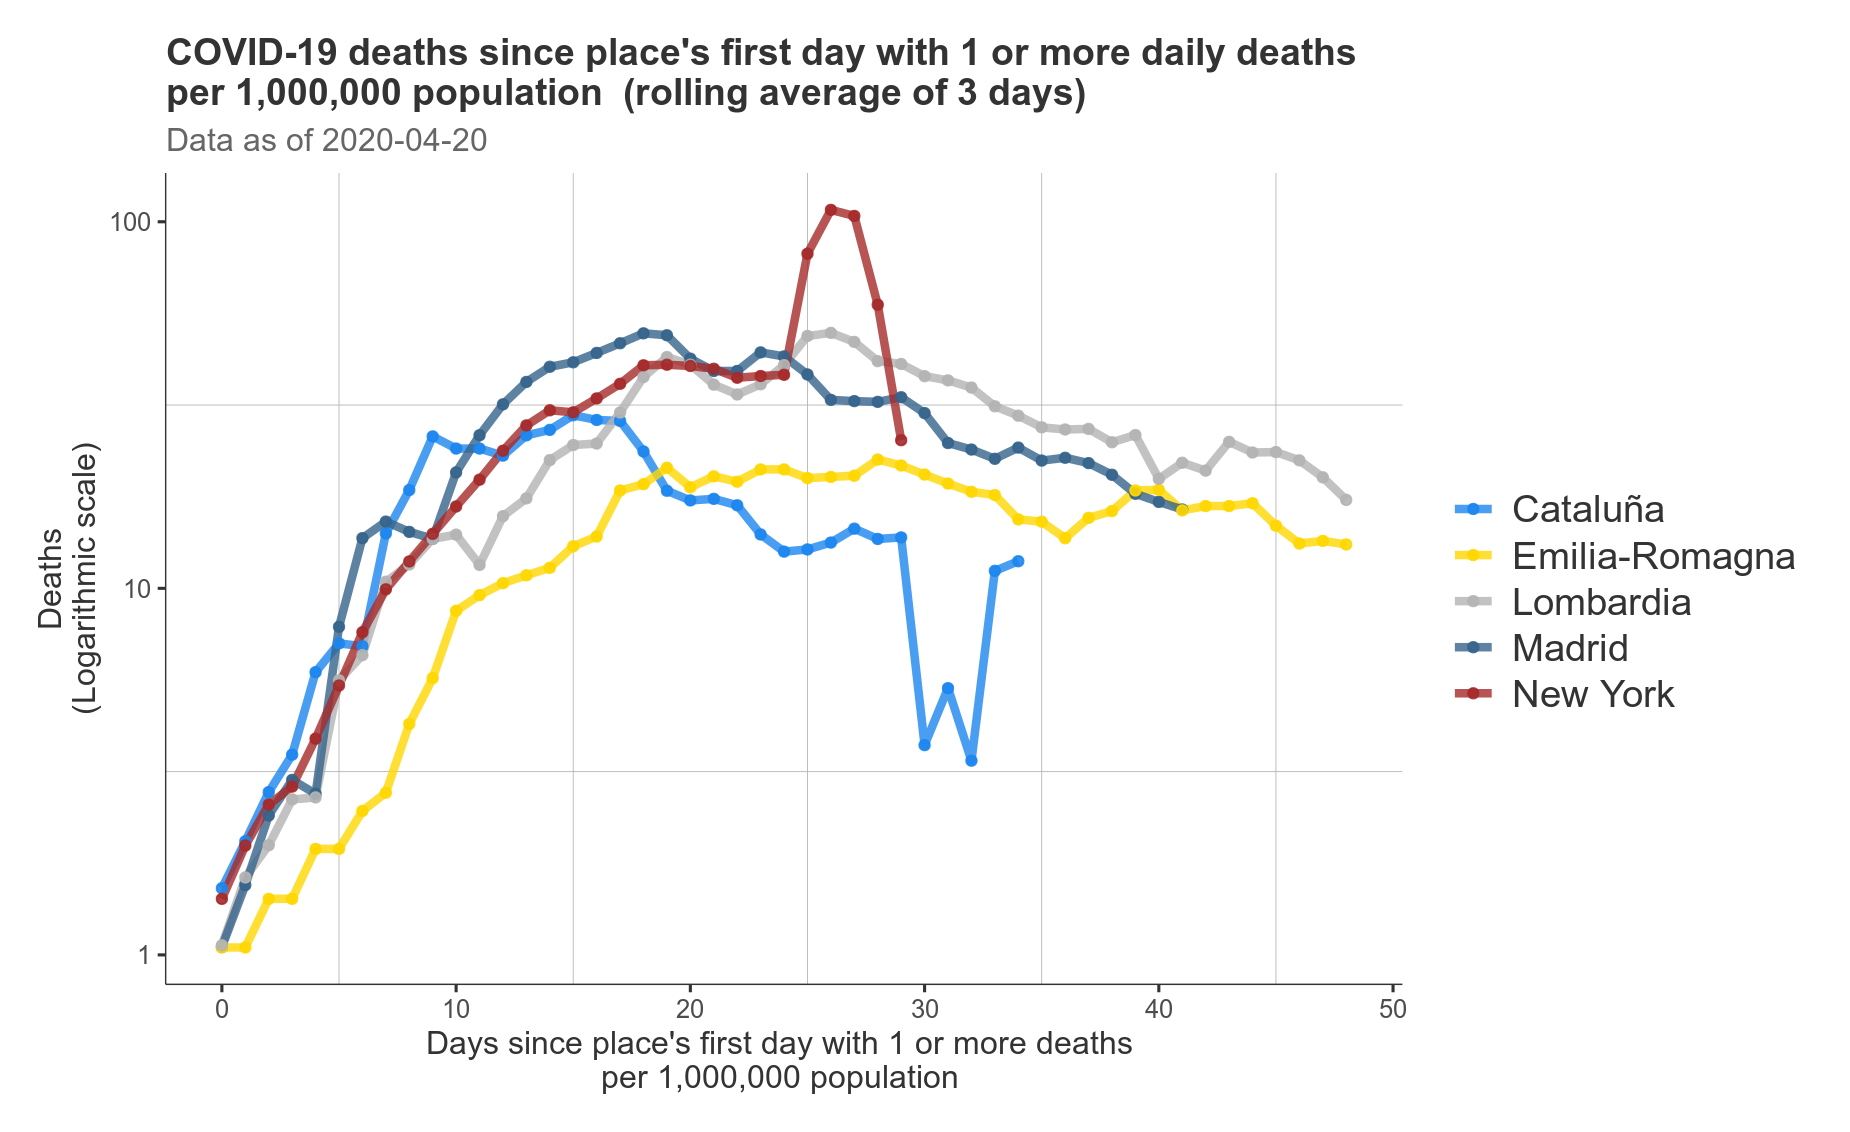 COVID-19 deaths since place's first day with 1 or more daily deaths
per 1,000,000 population  (rolling average of 3 days)
Data as of 2020-04-20
100
10
1
Deaths
(Logarithmic scale)
0
10
20
30
40
50
Days since place's first day with 1 or more deaths
per 1,000,000 population
Cataluña
Emilia-Romagna
Lombardia
Madrid
New York